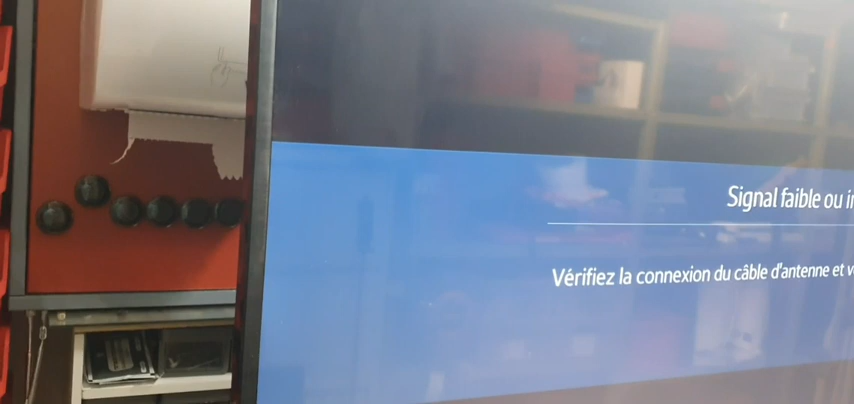 Signal faible ou
Vérifiez la connexion du câble d'antenne et